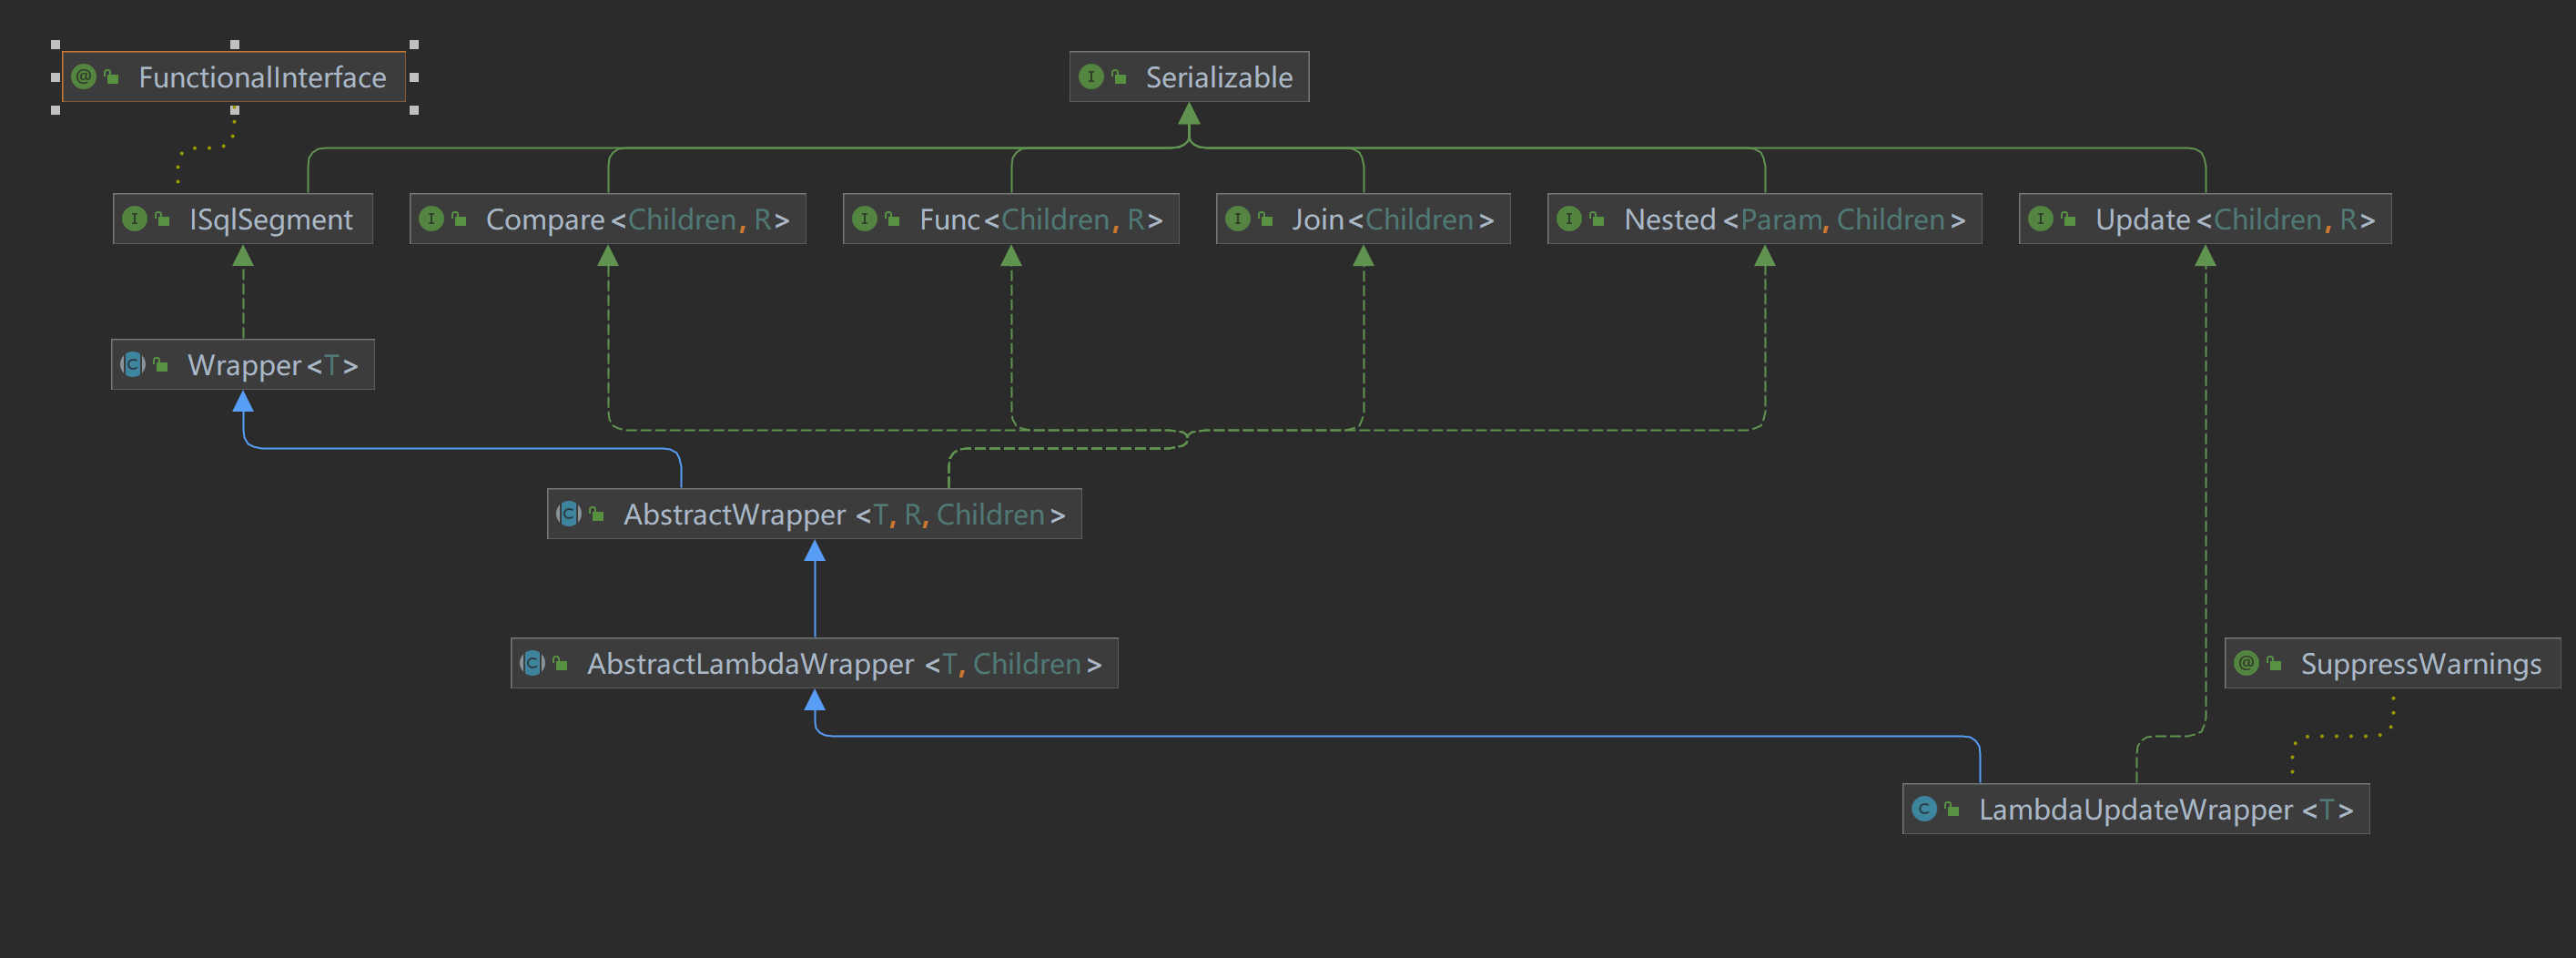 FunctionalInterface
Serializable
ISqlSegment
Compare<Children, R>
Func<Children, R>
Join<Children>
Nested<Param, Children>
Update<Children, R>
Wrapper<T>
AbstractWrapper<T, R, Children>
AbstractLambdaWrapper<T, Children>
SuppressWarnings
LambdaUpdateWrapper<T>